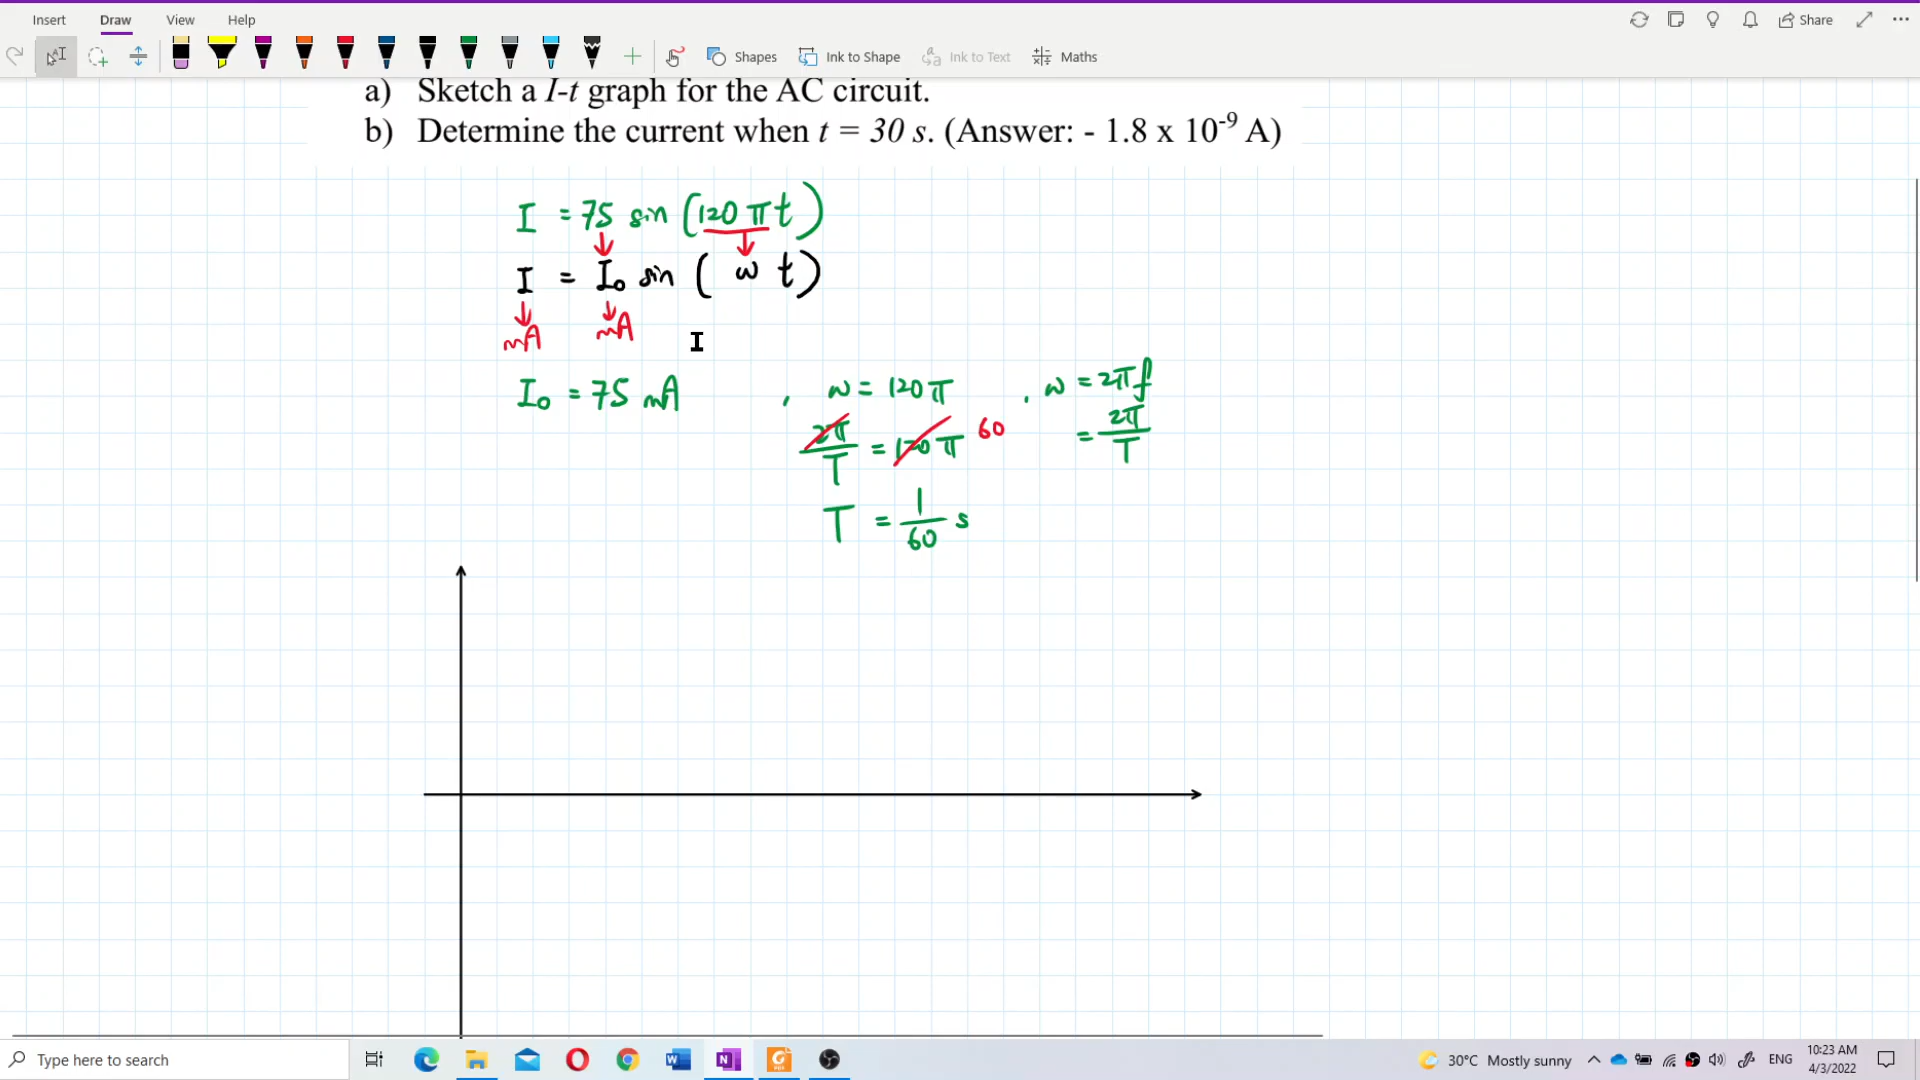 Insert Draw View Help
Share
Shapes Ink to Shape Ink to Text Maths
a) Sketch a I-t graph for the AC circuit.
b) Determine the current when t = 30 s. (Answer: - 1.8 x 10⁻⁹ A)
I = 75 sin (120 π t)
I = I₀ sin ( ω t)
mA mA
I₀ = 75 mA , ω = 120 π , ω = 2πf
2π/T = 120 π 60 = 2π/T
T = 1/60 s
Type here to search
30°C Mostly sunny
ENG
10:23 AM
4/3/2022